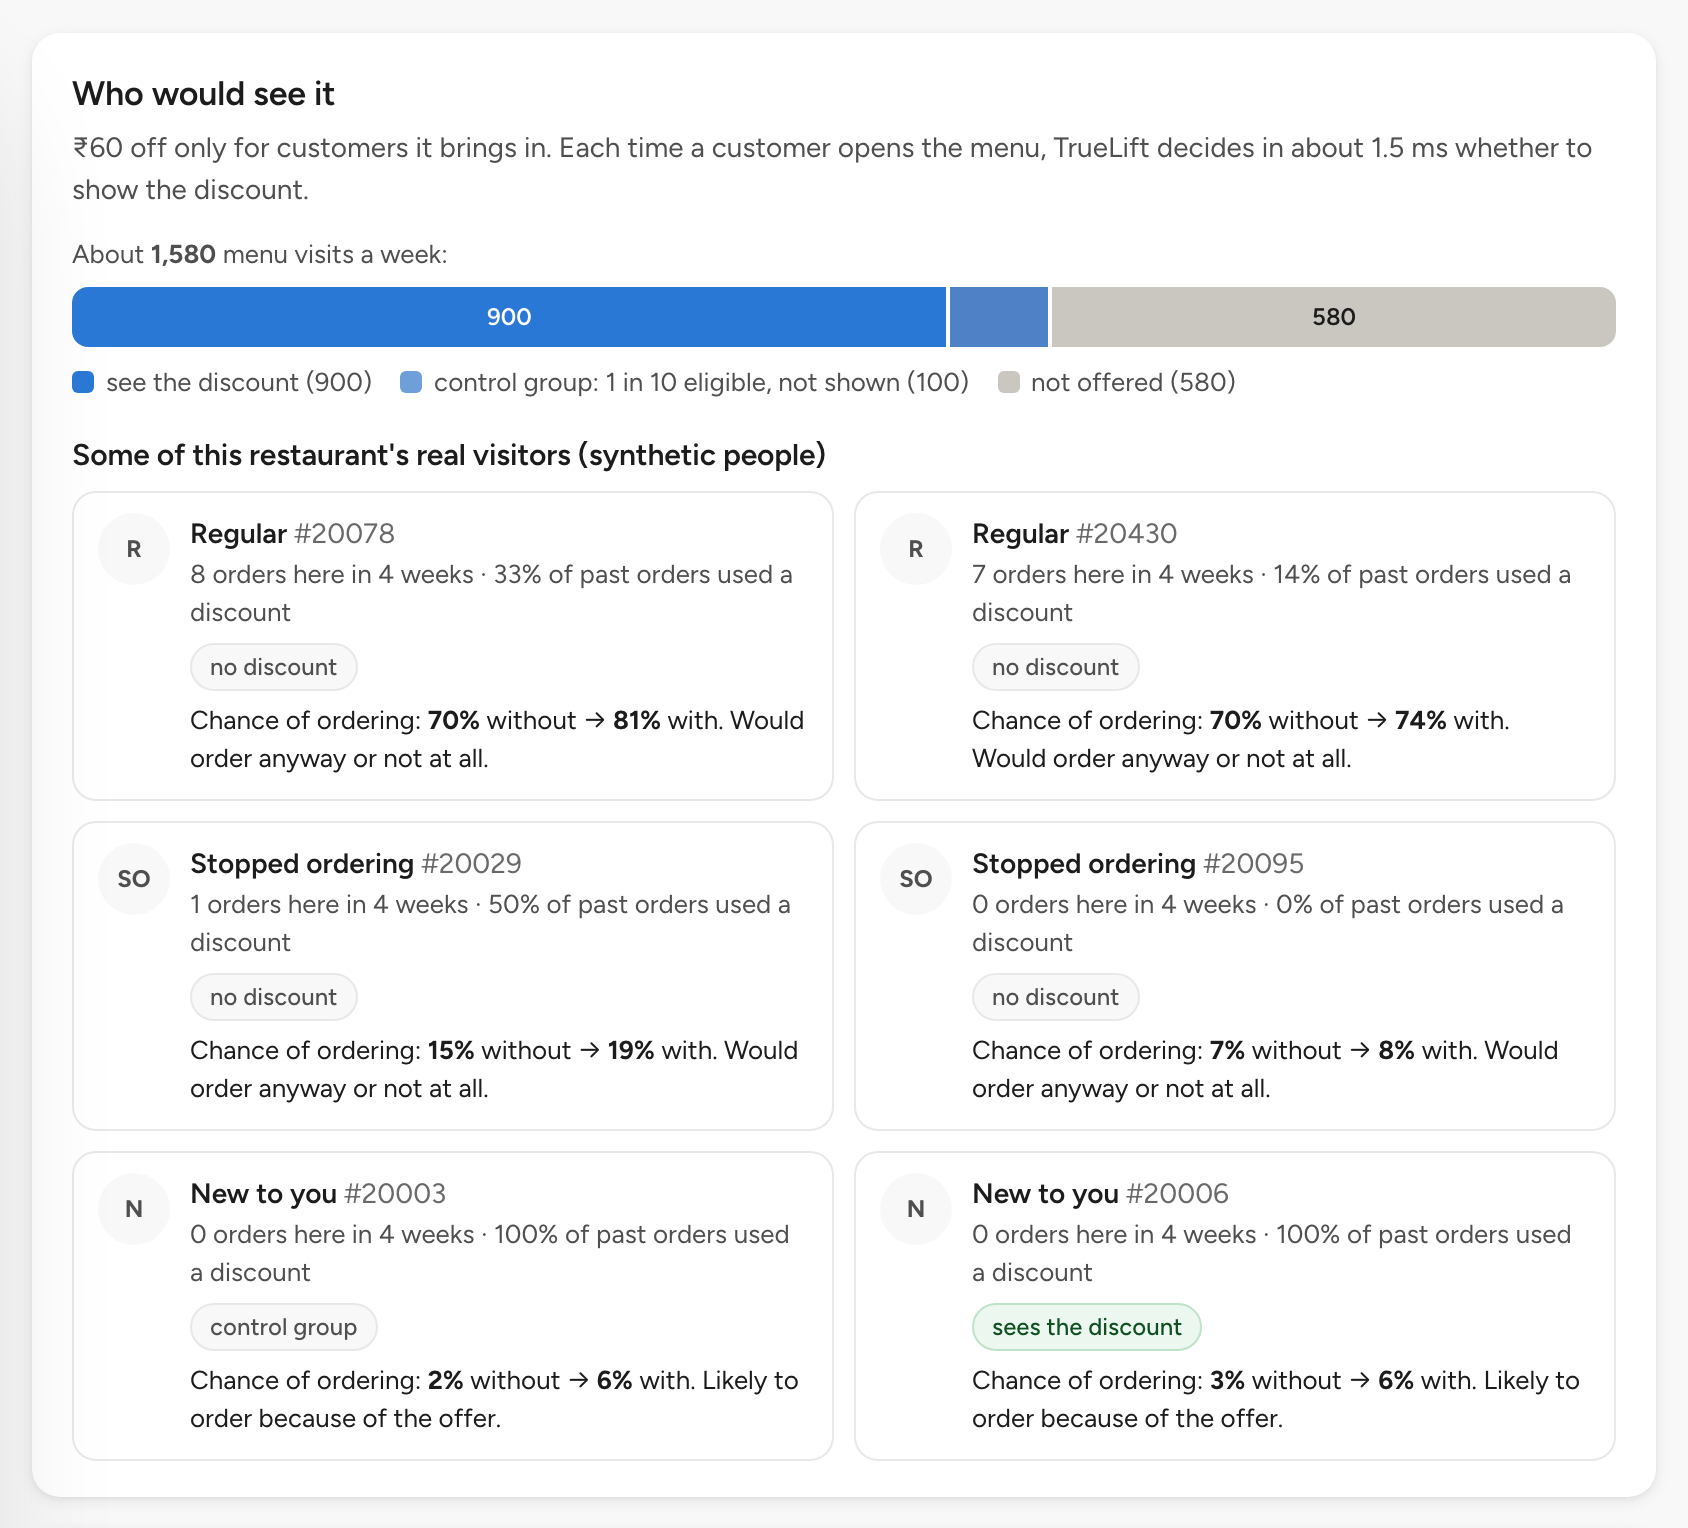 Who would see it
₹60 off only for customers it brings in. Each time a customer opens the menu, TrueLift decides in about 1.5 ms whether to
show the discount.
About 1,580 menu visits a week:
900
580
see the discount (900)
control group: 1 in 10 eligible, not shown (100)
not offered (580)
Some of this restaurant's real visitors (synthetic people)
R
Regular #20078
8 orders here in 4 weeks · 33% of past orders used a
discount
no discount
Chance of ordering: 70% without → 81% with. Would
order anyway or not at all.
R
Regular #20430
7 orders here in 4 weeks · 14% of past orders used a
discount
no discount
Chance of ordering: 70% without → 74% with.
Would order anyway or not at all.
SO
Stopped ordering #20029
1 orders here in 4 weeks · 50% of past orders used a
discount
no discount
Chance of ordering: 15% without → 19% with. Would
order anyway or not at all.
SO
Stopped ordering #20095
0 orders here in 4 weeks · 0% of past orders used a
discount
no discount
Chance of ordering: 7% without → 8% with. Would
order anyway or not at all.
N
New to you #20003
0 orders here in 4 weeks · 100% of past orders used
a discount
control group
Chance of ordering: 2% without → 6% with. Likely to
order because of the offer.
N
New to you #20006
0 orders here in 4 weeks · 100% of past orders used
a discount
sees the discount
Chance of ordering: 3% without → 6% with. Likely to
order because of the offer.